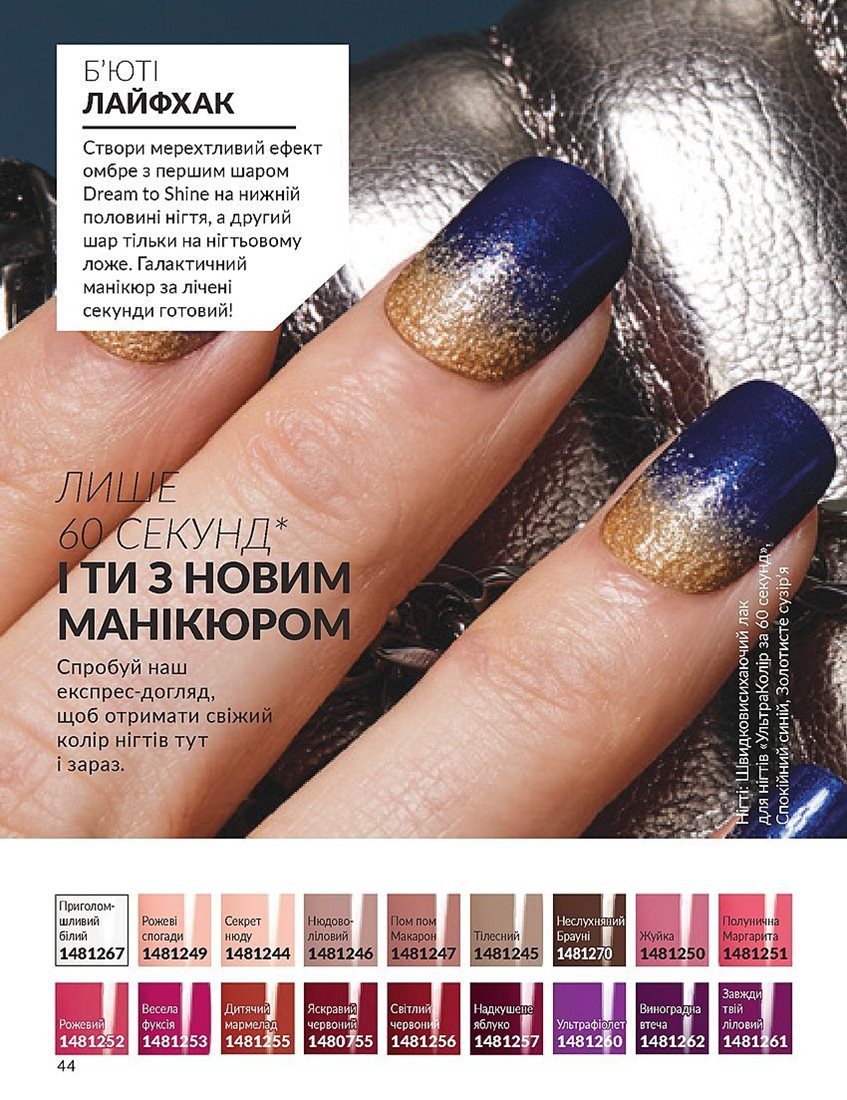 Б’ЮТІ
ЛАЙФХАК
Створи мерехтливий ефект
омбре з першим шаром
Dream to Shine на нижній
половині нігтя, а другий
шар тільки на нігтьовому
ложе. Галактичний
манікюр за лічені
секунди готовий!
ЛИШЕ
60 СЕКУНД*
І ТИ З НОВИМ
МАНІКЮРОМ
Спробуй наш
експрес-догляд,
щоб отримати свіжий
колір нігтів тут
і зараз.
Нігті: Швидковисихаючий лак
для нігтів «УльтраКолір за 60 секунд»,
Спокійний синій, Золотисте сузір’я
Приголом-
шливий
білий
1481267
Рожеві
спогади
1481249
Секрет
нюду
1481244
Нюдово-
ліловий
1481246
Пом пом
Макарон
1481247
Тілесний
1481245
Неслухняний
Брауні
1481270
Жуйка
1481250
Полунична
Маргарита
1481251
Рожевий
1481252
Весела
фуксія
1481253
Дитячий
мармелад
1481255
Яскравий
червоний
1480755
Світлий
червоний
1481256
Надкушене
яблуко
1481257
Ультрафіолет
1481260
Виноградна
втеча
1481262
Завжди
твій
ліловий
1481261
44